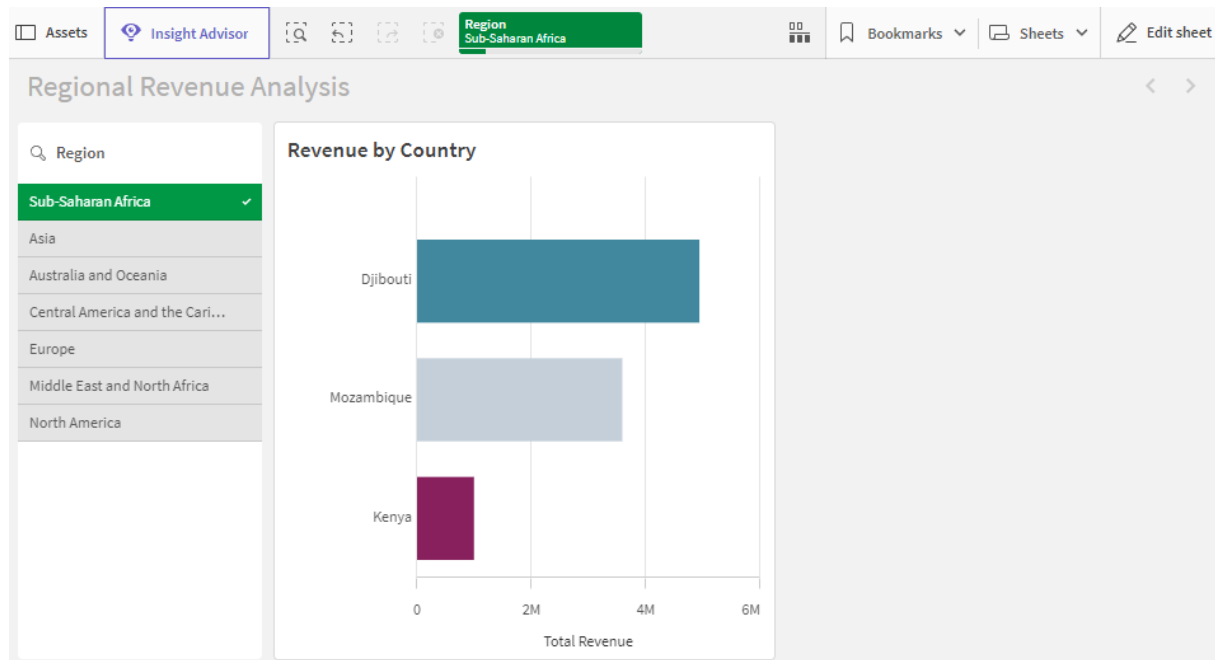 Assets
Insight Advisor
Region
Sub-Saharan Africa
Bookmarks
Sheets
Edit sheet
Regional Revenue Analysis
Region
Sub-Saharan Africa
Asia
Australia and Oceania
Central America and the Cari...
Europe
Middle East and North Africa
North America
Revenue by Country
Djibouti
Mozambique
Kenya
0 2M 4M 6M
Total Revenue